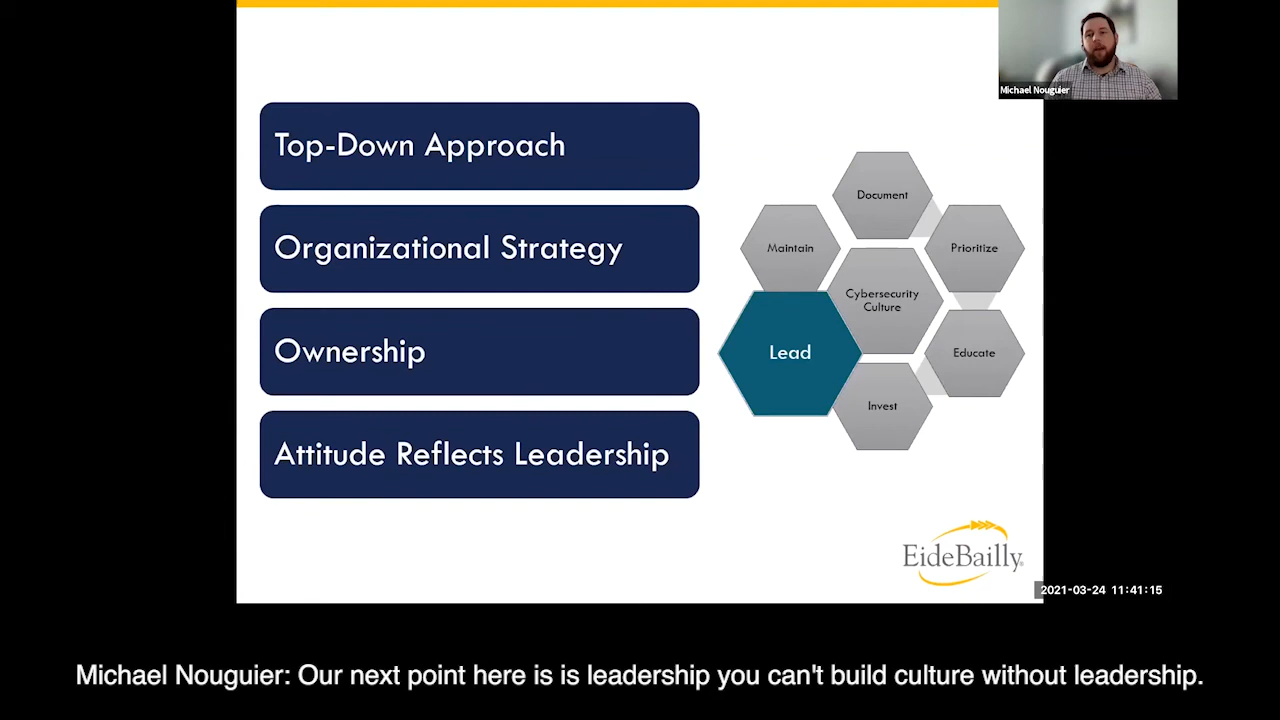 Michael Nouguier
Top-Down Approach
Organizational Strategy
Ownership
Attitude Reflects Leadership
Document
Maintain
Prioritize
Cybersecurity
Culture
Lead
Educate
Invest
EideBailly®
2021-03-24 11:41:15
Michael Nouguier: Our next point here is is leadership you can't build culture without leadership.